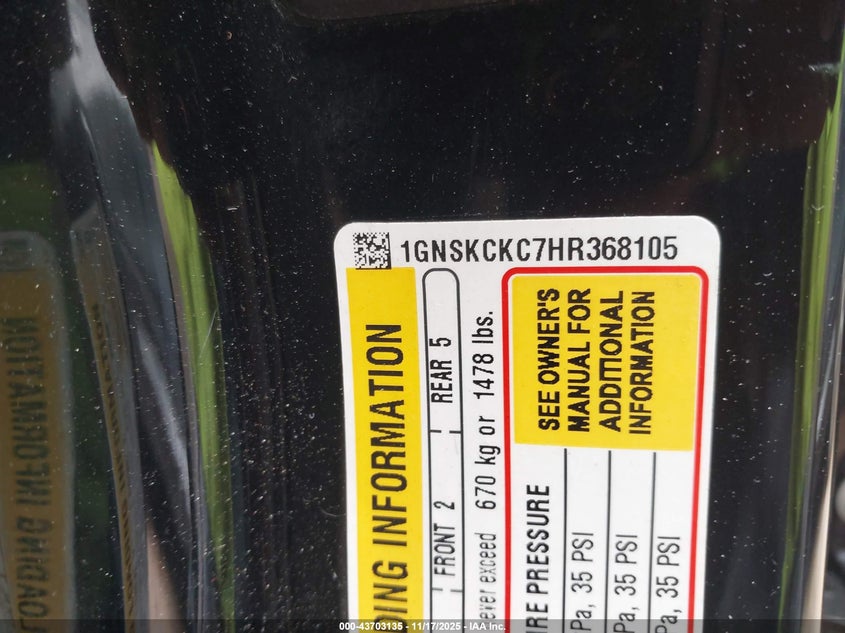 1GNSKCKC7HR368105
DING INFORMATION
FRONT 2
REAR 5
ever exceed 670 kg or 1478 lbs.
IRE PRESSURE
SEE OWNER'S
MANUAL FOR
ADDITIONAL
INFORMATION
Pa, 35 PSI
Pa, 35 PSI
Pa, 35 PSI
000-43703135 - 11/17/2025 - IAA Inc.